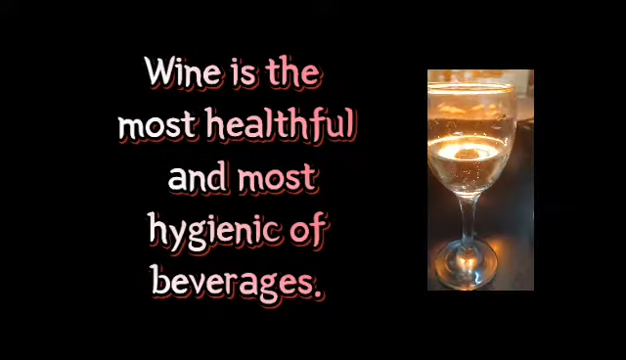 Wine is the
most healthful
and most
hygienic of
beverages.